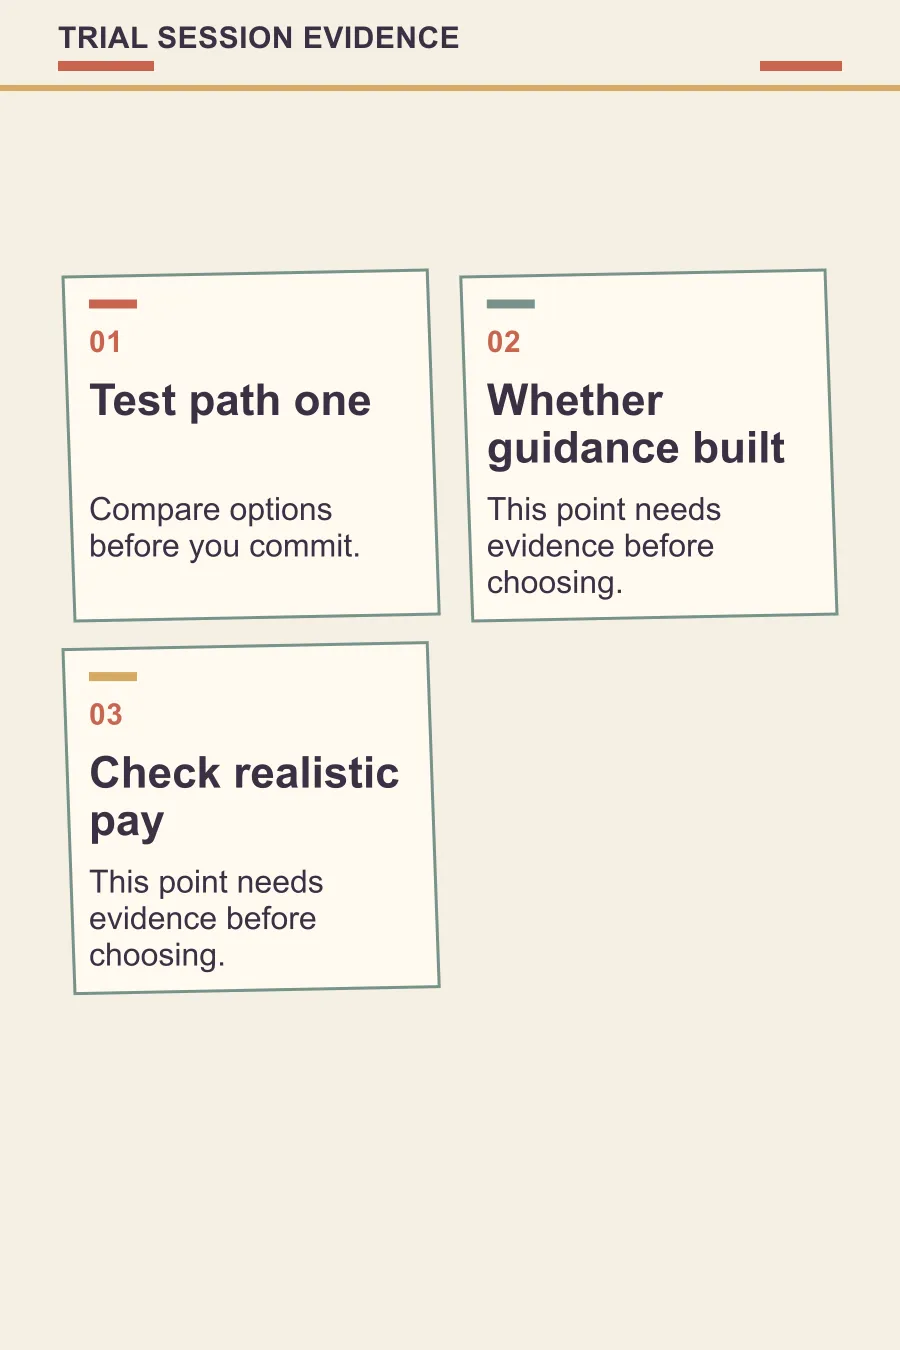 TRIAL SESSION EVIDENCE
01
Test path one
Compare options
before you commit.
02
Whether
guidance built
This point needs
evidence before
choosing.
03
Check realistic
pay
This point needs
evidence before
choosing.